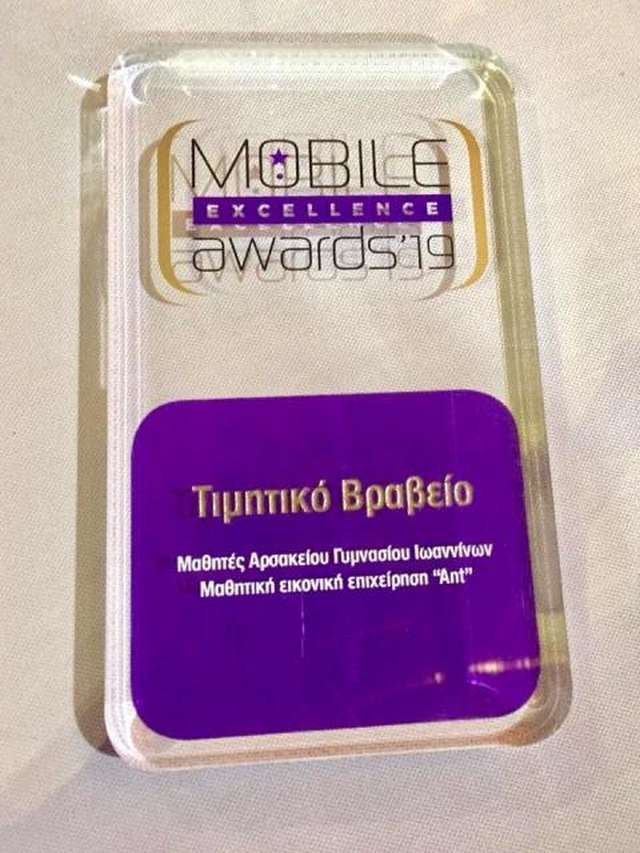 MOBILE
EXCELLENCE
awards'19
Τιμητικό Βραβείο
Μαθητές Αρσακείου Γυμνασίου Ιωαννίνων
Μαθητική εικονική επιχείρηση “Ant”